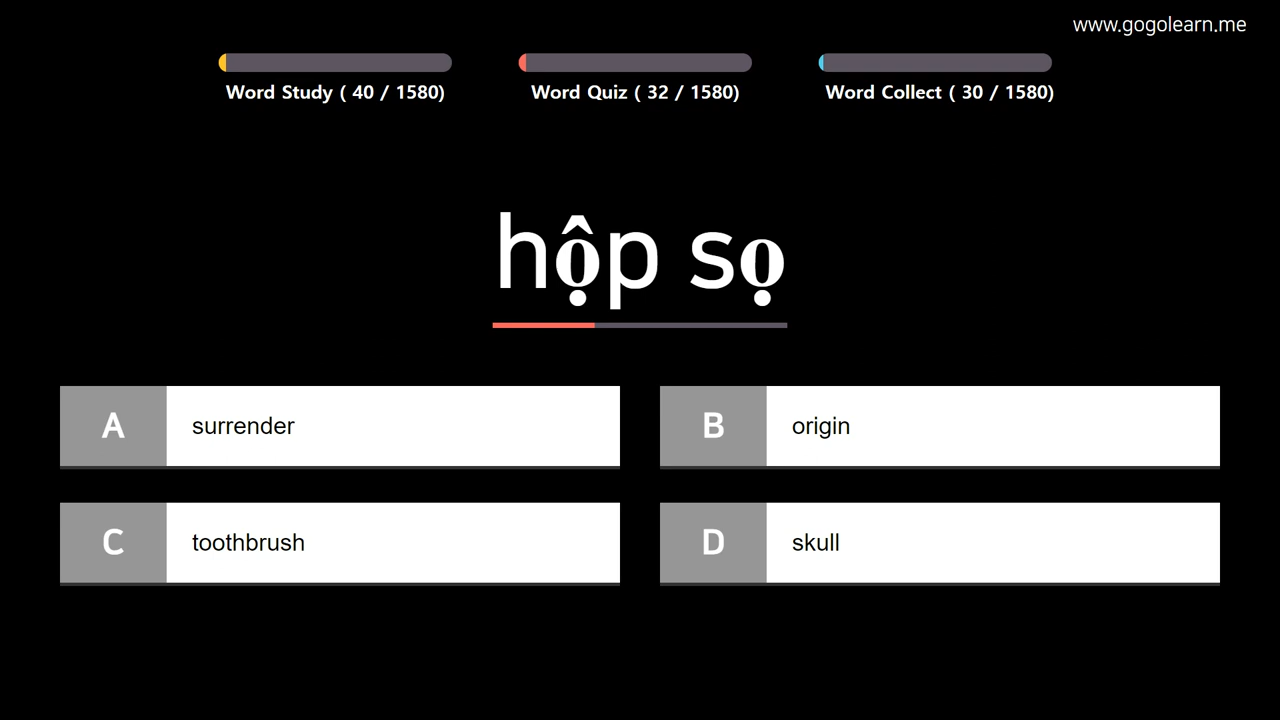 www.gogolearn.me
Word Study ( 40 / 1580)
Word Quiz ( 32 / 1580)
Word Collect ( 30 / 1580)
hộp sọ
A surrender
B origin
C toothbrush
D skull